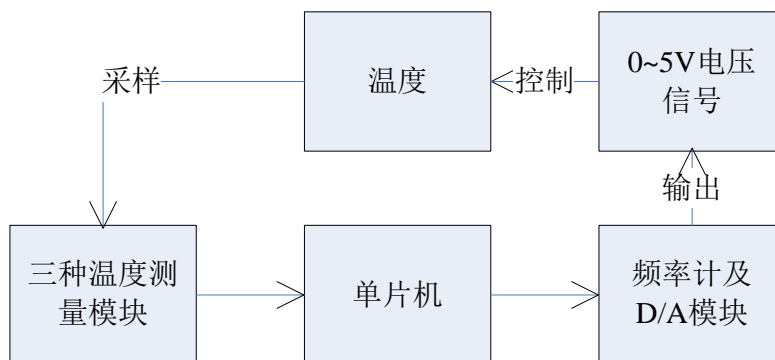 采样
温度
控制
0~5V电压
信号
输出
三种温度测
量模块
单片机
频率计及
D/A模块